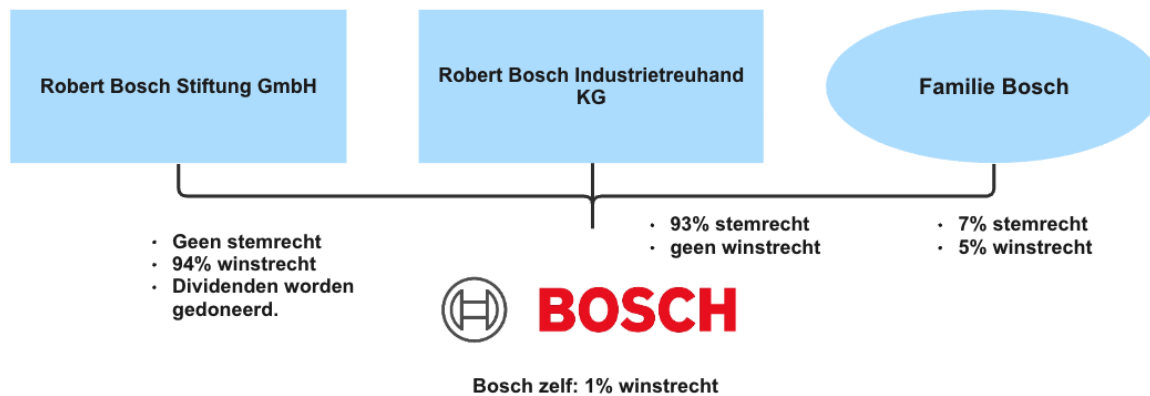 Robert Bosch Stiftung GmbH
Robert Bosch Industrietreuhand
KG
Familie Bosch
· Geen stemrecht
· 94% winstrecht
· Dividenden worden
gedoneerd.
· 93% stemrecht
· geen winstrecht
· 7% stemrecht
· 5% winstrecht
BOSCH
Bosch zelf: 1% winstrecht